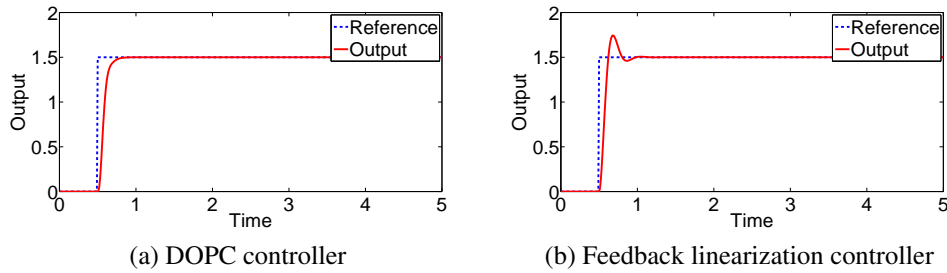 2
1.5
1
0.5
0
Output
0 1 2 3 4 5
Time
Reference
Output
(a) DOPC controller
2
1.5
1
0.5
0
Output
0 1 2 3 4 5
Time
Reference
Output
(b) Feedback linearization controller